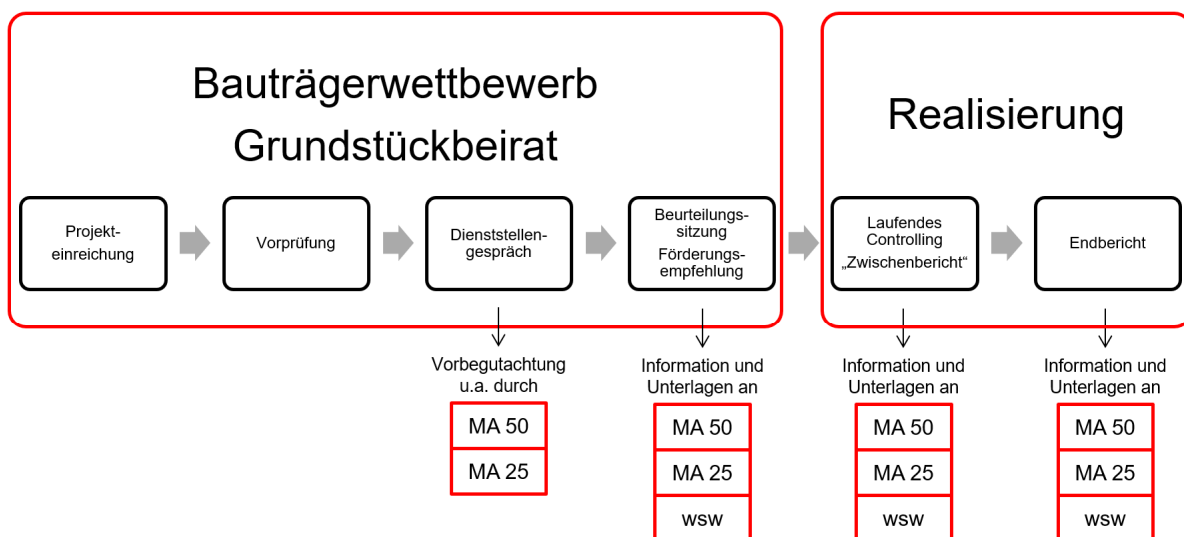 Bauträgerwettbewerb
Grundstückbeirat
Realisierung
Projekt-
einreichung
Vorprüfung
Dienststellen-
gespräch
Beurteilungs-
sitzung
Förderungs-
empfehlung
Laufendes
Controlling
„Zwischenbericht“
Endbericht
Vorbegutachtung
u.a. durch
MA 50
MA 25
Information und
Unterlagen an
MA 50
MA 25
wsw
Information und
Unterlagen an
MA 50
MA 25
wsw
Information und
Unterlagen an
MA 50
MA 25
wsw